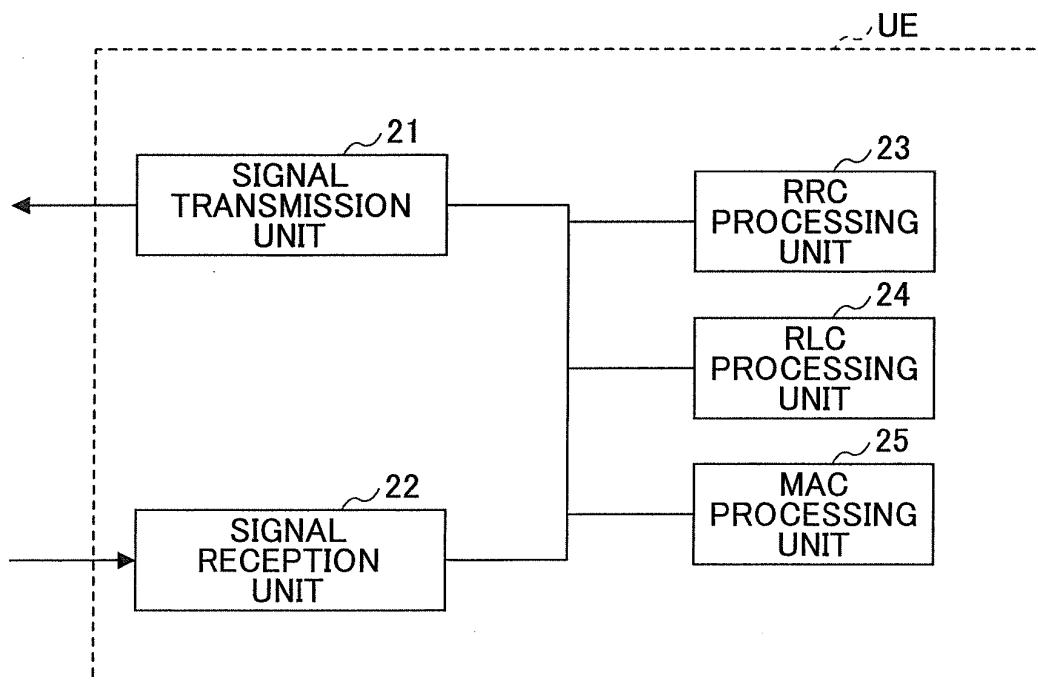 UE
21
SIGNAL
TRANSMISSION
UNIT
23
RRC
PROCESSING
UNIT
24
RLC
PROCESSING
UNIT
25
MAC
PROCESSING
UNIT
22
SIGNAL
RECEPTION
UNIT